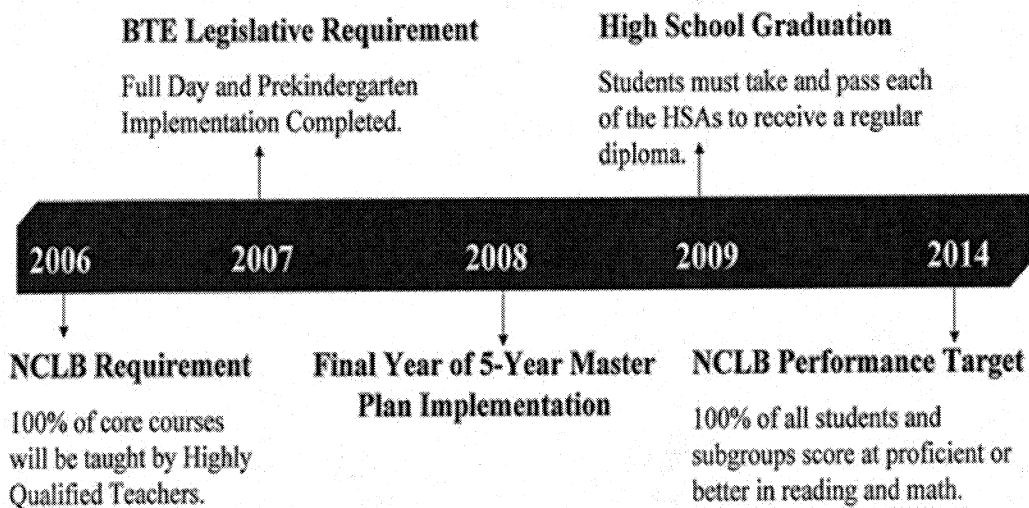 BTE Legislative Requirement
Full Day and Prekindergarten
Implementation Completed.
High School Graduation
Students must take and pass each
of the HSAs to receive a regular
diploma.
2006 2007 2008 2009 2014
NCLB Requirement
100% of core courses
will be taught by Highly
Qualified Teachers.
Final Year of 5-Year Master
Plan Implementation
NCLB Performance Target
100% of all students and
subgroups score at proficient or
better in reading and math.